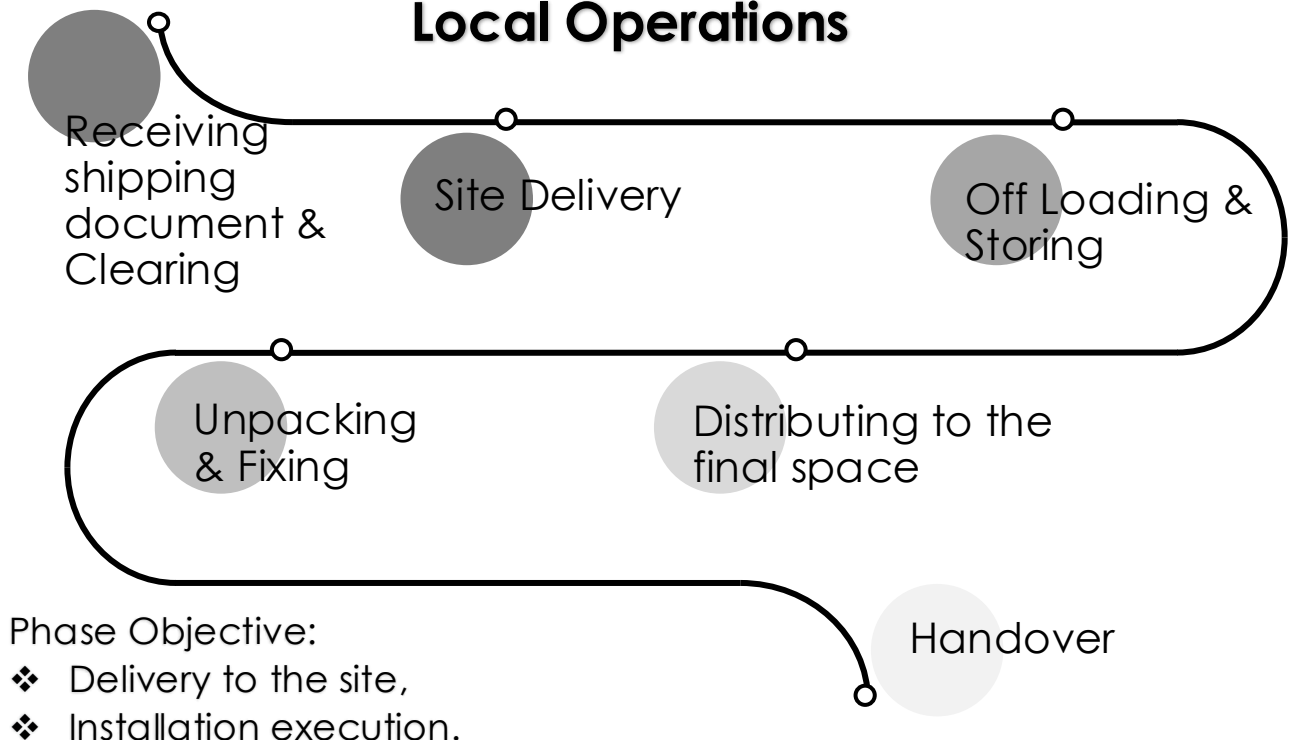 Local Operations
Receiving
shipping
document &
Clearing
Site Delivery
Off Loading &
Storing
Distributing to the
final space
Unpacking
& Fixing
Handover
Phase Objective:
❖ Delivery to the site,
❖ Installation execution.